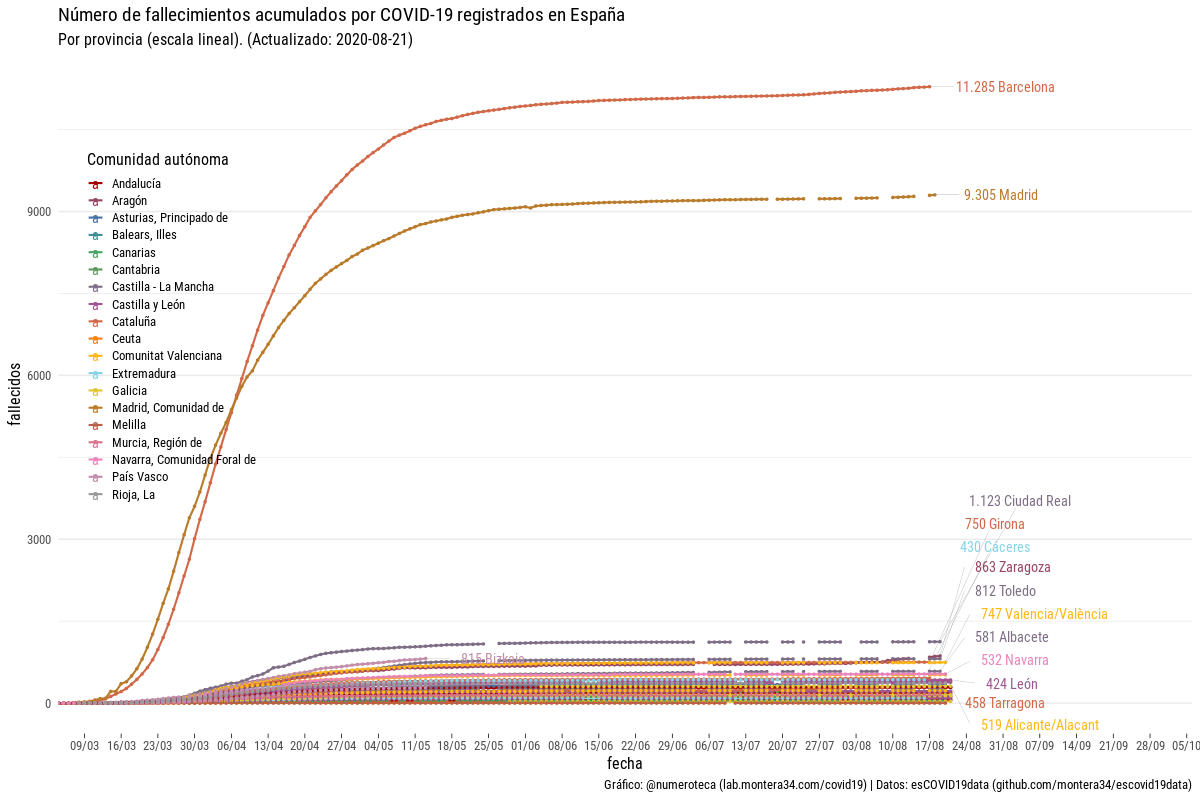 Número de fallecimientos acumulados por COVID-19 registrados en España
Por provincia (escala lineal). (Actualizado: 2020-08-21)
11.285 Barcelona
Comunidad autónoma
Andalucía
Aragón
Asturias, Principado de
Balears, Illes
Canarias
Cantabria
Castilla - La Mancha
Castilla y León
Cataluña
Ceuta
Comunitat Valenciana
Extremadura
Galicia
Madrid, Comunidad de
Melilla
Murcia, Región de
Navarra, Comunidad Foral de
País Vasco
Rioja, La
9.305 Madrid
9000
6000
3000
0
fallecidos
1.123 Ciudad Real
750 Girona
430 Cáceres
863 Zaragoza
812 Toledo
747 Valencia/València
581 Albacete
815 Bizkaia
532 Navarra
424 León
458 Tarragona
519 Alicante/Alacant
09/03 16/03 23/03 30/03 06/04 13/04 20/04 27/04 04/05 11/05 18/05 25/05 01/06 08/06 15/06 22/06 29/06 06/07 13/07 20/07 27/07 03/08 10/08 17/08 24/08 31/08 07/09 14/09 21/09 28/09 05/10
fecha
Gráfico: @numeroteca (lab.montera34.com/covid19) | Datos: esCOVID19data (github.com/montera34/escovid19data)